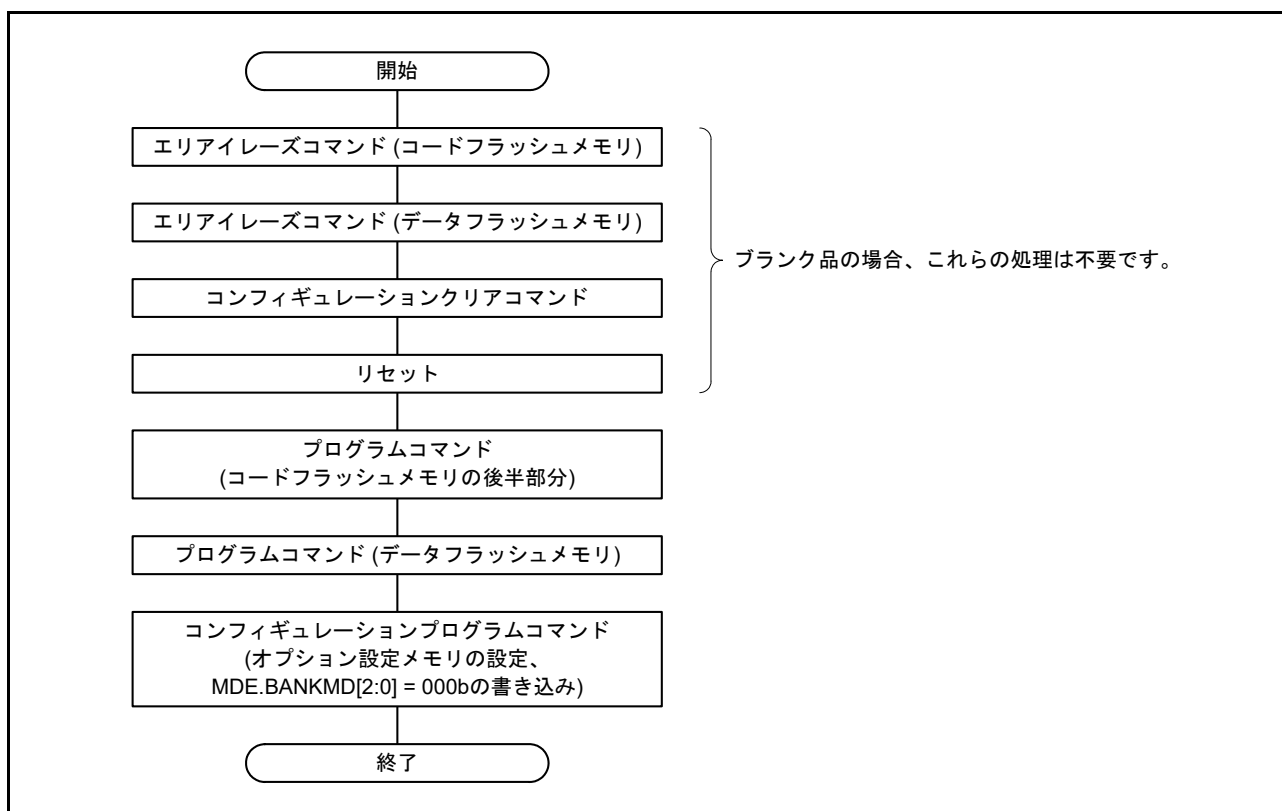 開始
エリアイレーズコマンド (コードフラッシュメモリ)
エリアイレーズコマンド (データフラッシュメモリ)
コンフィギュレーションクリアコマンド
リセット
ブランク品の場合、これらの処理は不要です。
プログラムコマンド
(コードフラッシュメモリの後半部分)
プログラムコマンド (データフラッシュメモリ)
コンフィギュレーションプログラムコマンド
(オプション設定メモリの設定、
MDE.BANKMD[2:0] = 000bの書き込み)
終了